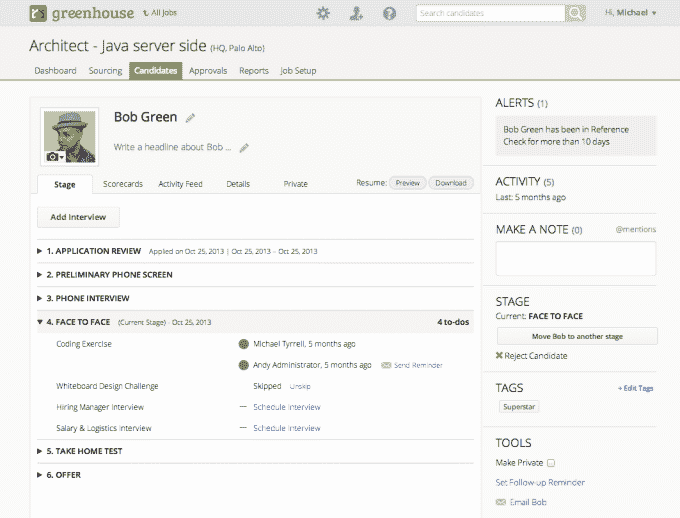 greenhouse All Jobs Search candidates Hi, Michael
Architect - Java server side (HQ, Palo Alto)
Dashboard Sourcing Candidates Approvals Reports Job Setup
Bob Green
Write a headline about Bob ...
Stage Scorecards Activity Feed Details Private Resume: Preview Download
Add Interview
1. APPLICATION REVIEW Applied on Oct 25, 2013 | Oct 25, 2013 – Oct 25, 2013
2. PRELIMINARY PHONE SCREEN
3. PHONE INTERVIEW
4. FACE TO FACE (Current Stage) - Oct 25, 2013 4 to-dos
Coding Exercise Michael Tyrrell, 5 months ago
Andy Administrator, 5 months ago Send Reminder
Whiteboard Design Challenge Skipped
Hiring Manager Interview — Schedule Interview
Salary & Logistics Interview — Schedule Interview
5. TAKE HOME TEST
6. OFFER
ALERTS (1)
Bob Green has been in Reference
Check for more than 10 days
ACTIVITY (5)
Last: 5 months ago
MAKE A NOTE (0) @mentions
STAGE
Current: FACE TO FACE
Move Bob to another stage
Reject Candidate
TAGS + Edit Tags
Superstar
TOOLS
Make Private
Set Follow-up Reminder
Email Bob